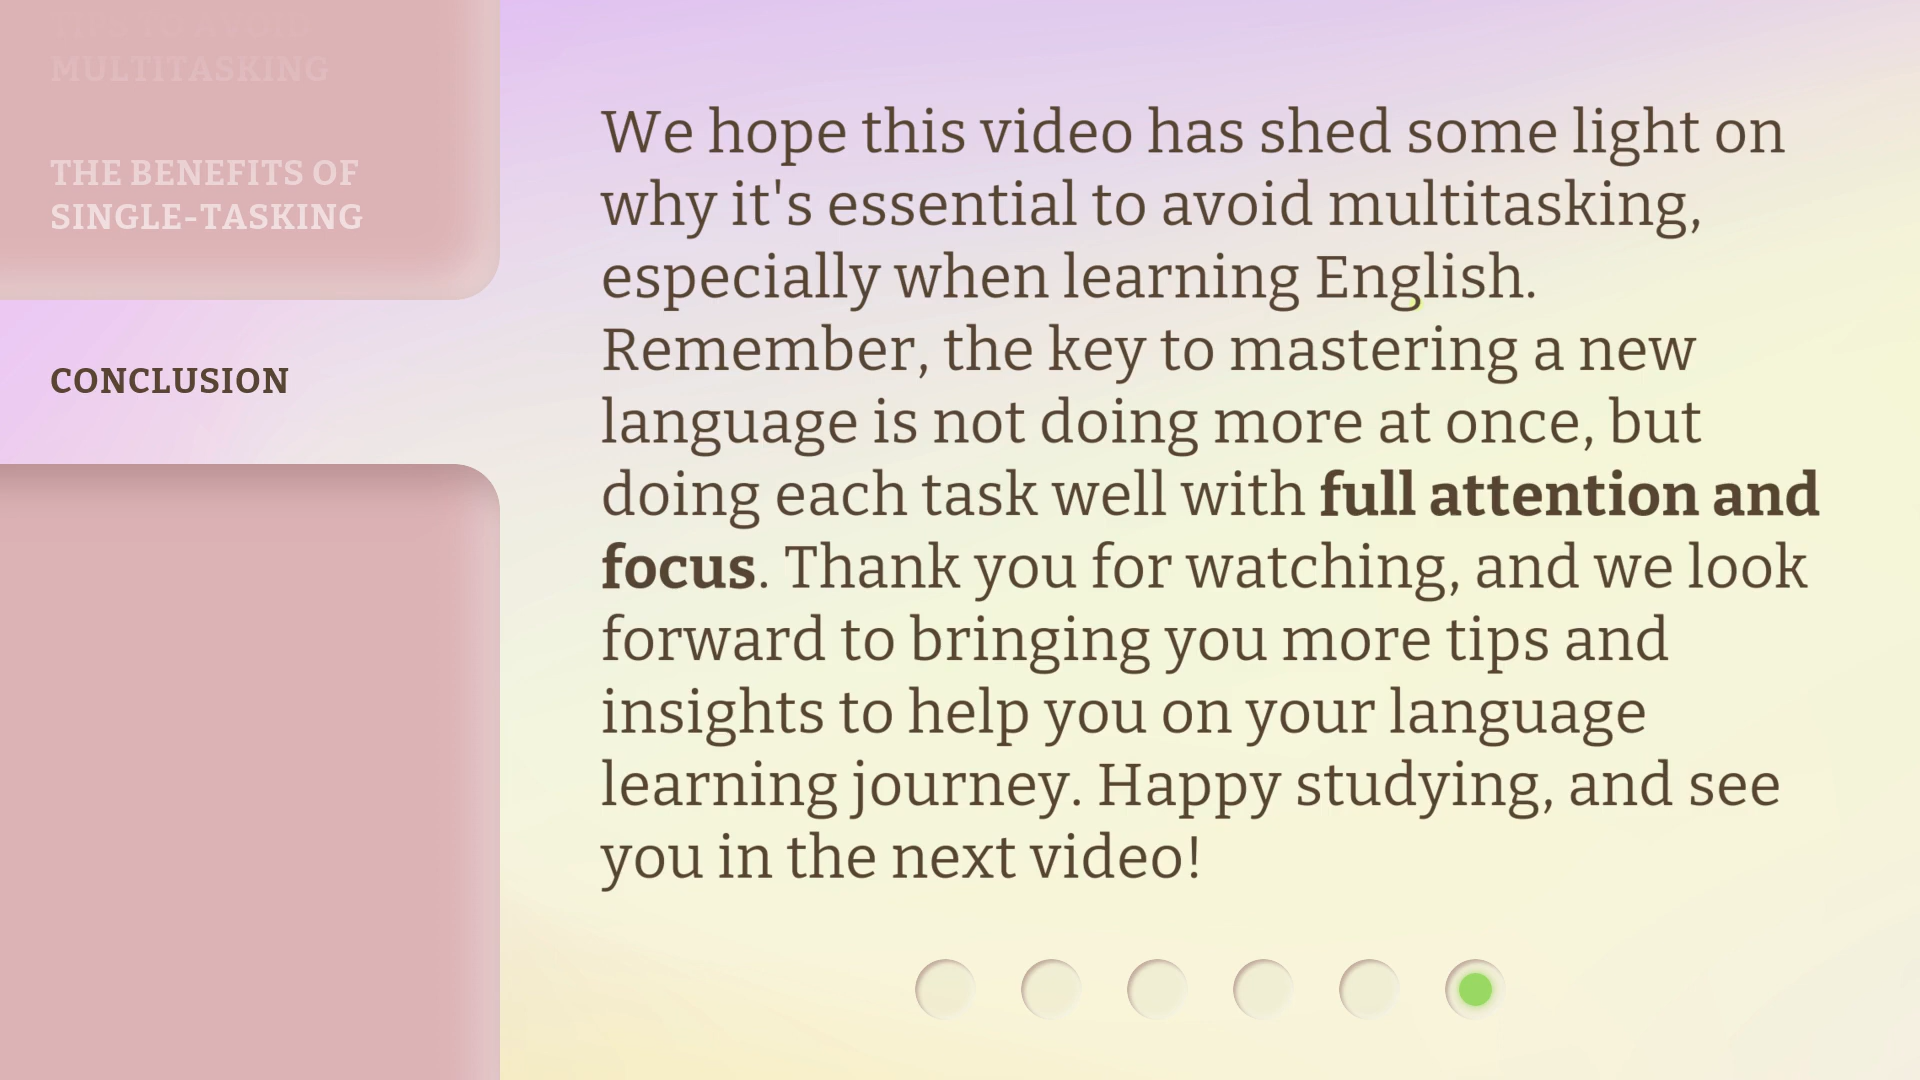 TIPS TO AVOID
MULTITASKING
THE BENEFITS OF
SINGLE-TASKING
CONCLUSION
We hope this video has shed some light on
why it's essential to avoid multitasking,
especially when learning English.
Remember, the key to mastering a new
language is not doing more at once, but
doing each task well with full attention and
focus. Thank you for watching, and we look
forward to bringing you more tips and
insights to help you on your language
learning journey. Happy studying, and see
you in the next video!